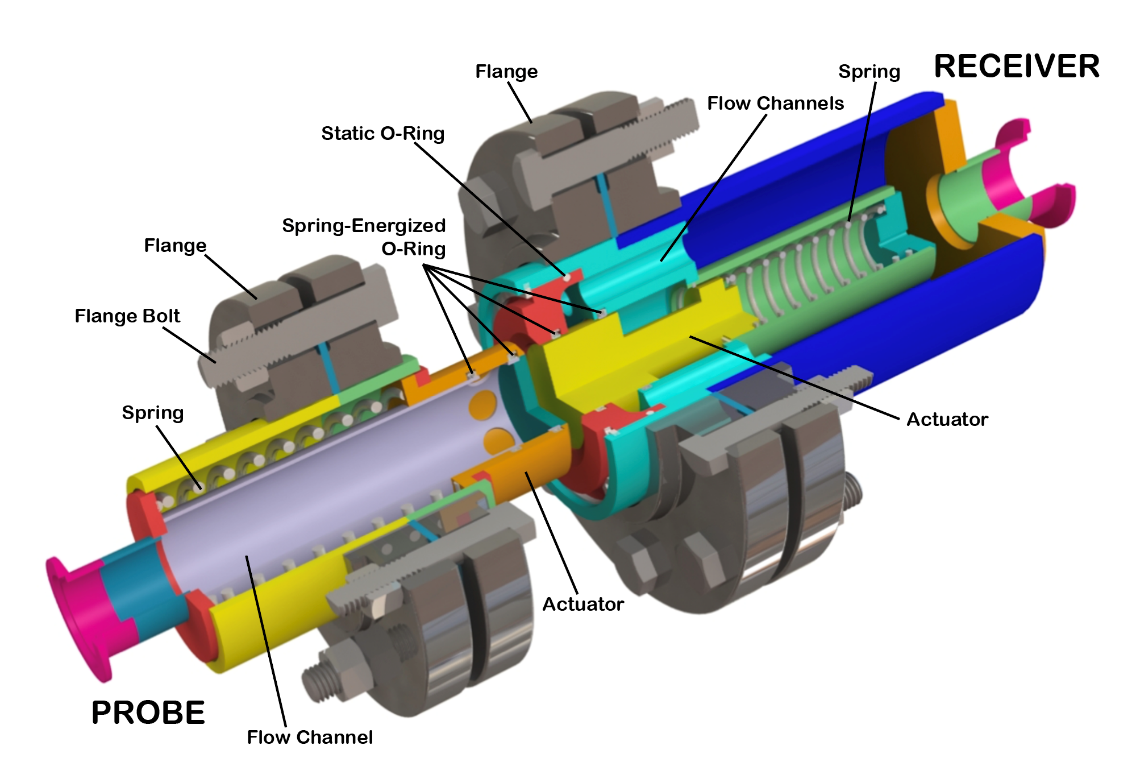 Flange
Spring
RECEIVER
Flow Channels
Static O-Ring
Spring-Energized
O-Ring
Flange
Flange Bolt
Spring
Actuator
Actuator
PROBE
Flow Channel